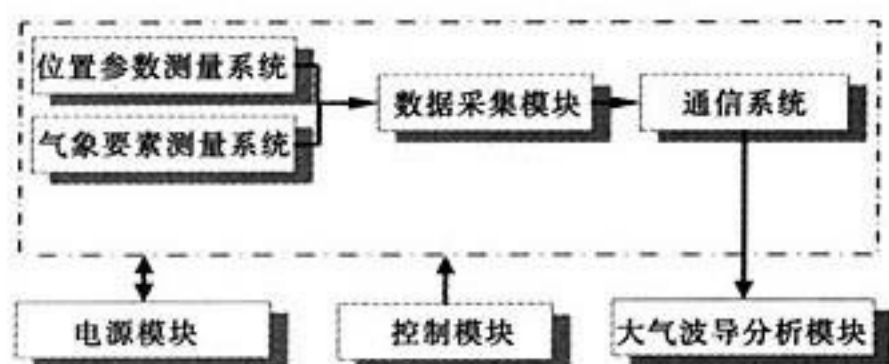 位置参数测量系统
气象要素测量系统
数据采集模块
通信系统
电源模块
控制模块
大气波导分析模块